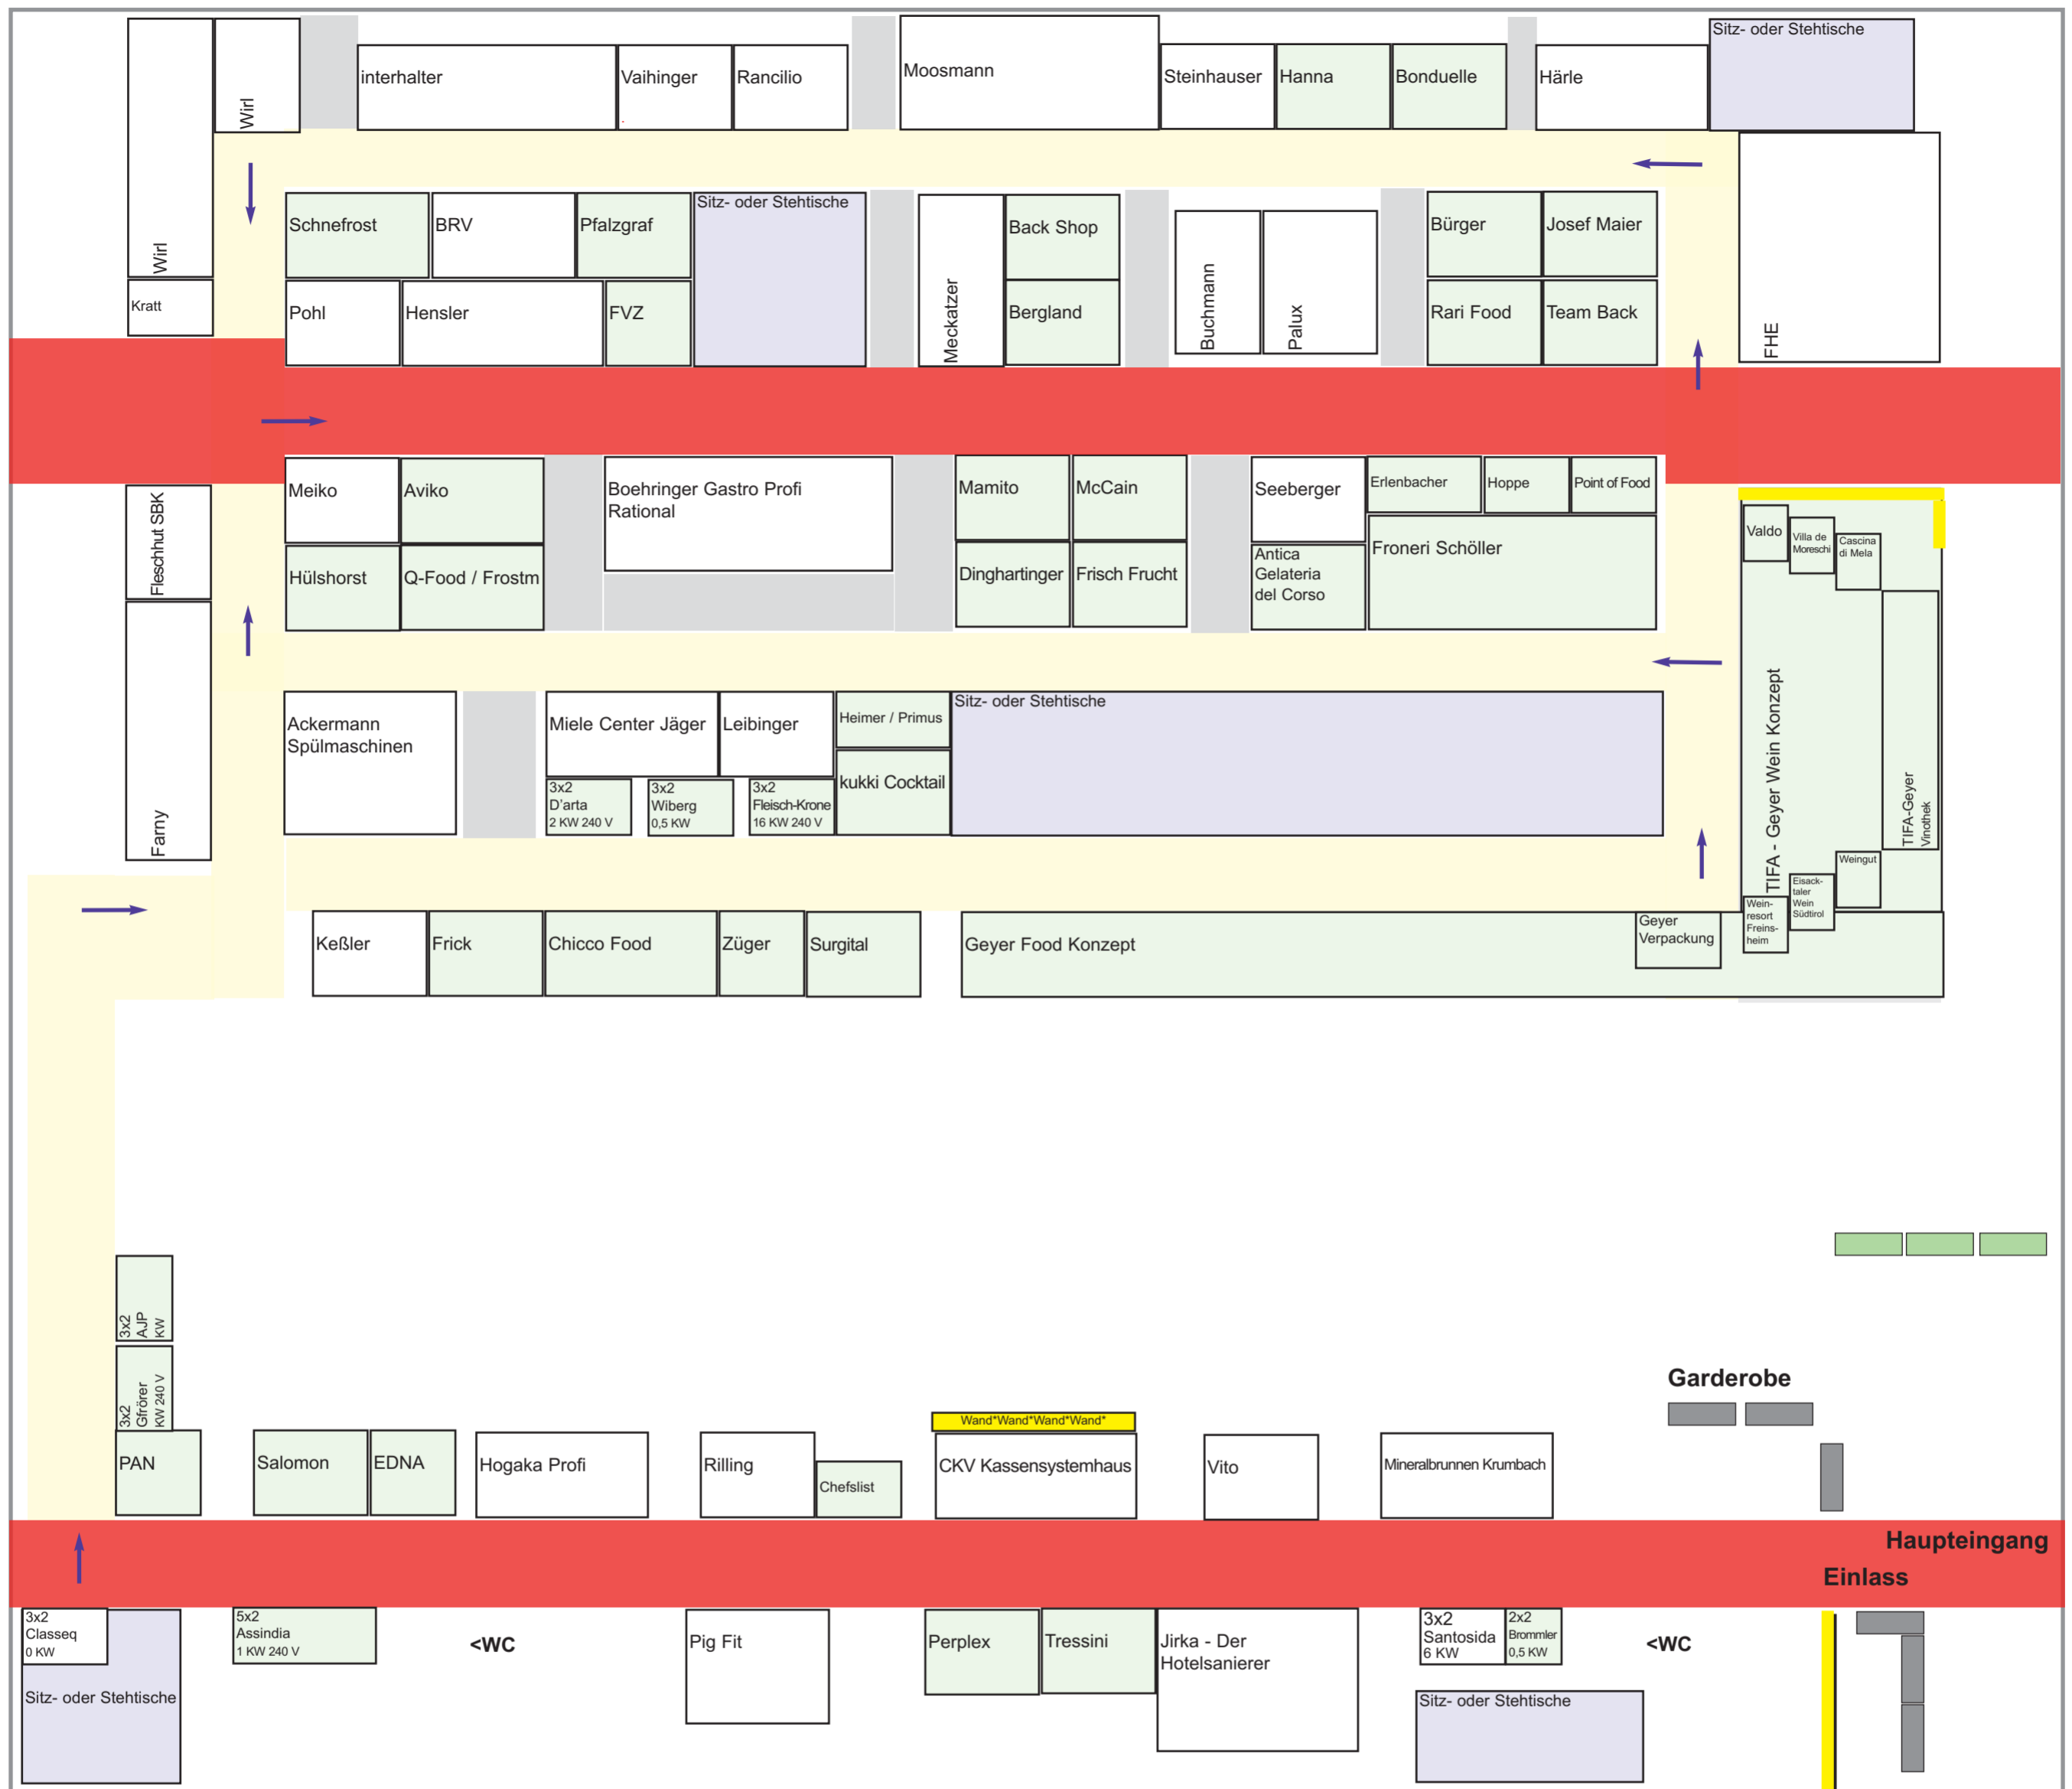 Sitz- oder Stehtische
Wirl
Wirl
interhalter
Vaihinger
Rancilio
Moosmann
Steinhauser
Hanna
Bonduelle
Härle
Schnefrost
BRV
Pfalzgraf
Sitz- oder Stehtische
Meckatzer
Back Shop
Buchmann
Palux
Bürger
Josef Maier
FHE
Kratt
Pohl
Hensler
FVZ
Bergland
Rari Food
Team Back
Fleschhut SBK
Meiko
Aviko
Boehringer Gastro Profi
Rational
Mamito
McCain
Seeberger
Erlenbacher
Hoppe
Point of Food
Valdo
Villa de
Moreschi
Cascina
di Mela
Hülshorst
Q-Food / Frostm
Dinghartinger
Frisch Frucht
Antica
Gelateria
del Corso
Froneri Schöller
Farny
Ackermann
Spülmaschinen
Miele Center Jäger
Leibinger
Heimer / Primus
Sitz- oder Stehtische
kukki Cocktail
3x2
D'arta
2 KW 240 V
3x2
Wiberg
0,5 KW
3x2
Fleisch-Krone
16 KW 240 V
TIFA - Geyer Wein Konzept
TIFA-Geyer
Vinothek
Weingut
Eisack-
taler
Wein
Südtirol
Wein-
resort
Freins-
heim
Keßler
Frick
Chicco Food
Züger
Surgital
Geyer Food Konzept
Geyer
Verpackung
3x2
AJP
KW
3x2
Gfrörer
KW 240 V
Garderobe
PAN
Salomon
EDNA
Hogaka Profi
Rilling
Chefslist
Wand*Wand*Wand*Wand*
CKV Kassensystemhaus
Vito
Mineralbrunnen Krumbach
Haupteingang
Einlass
3x2
Classeq
0 KW
Sitz- oder Stehtische
5x2
Assindia
1 KW 240 V
<WC
Pig Fit
Perplex
Tressini
Jirka - Der
Hotelsanierer
3x2
Santosida
6 KW
2x2
Brommler
0,5 KW
<WC
Sitz- oder Stehtische